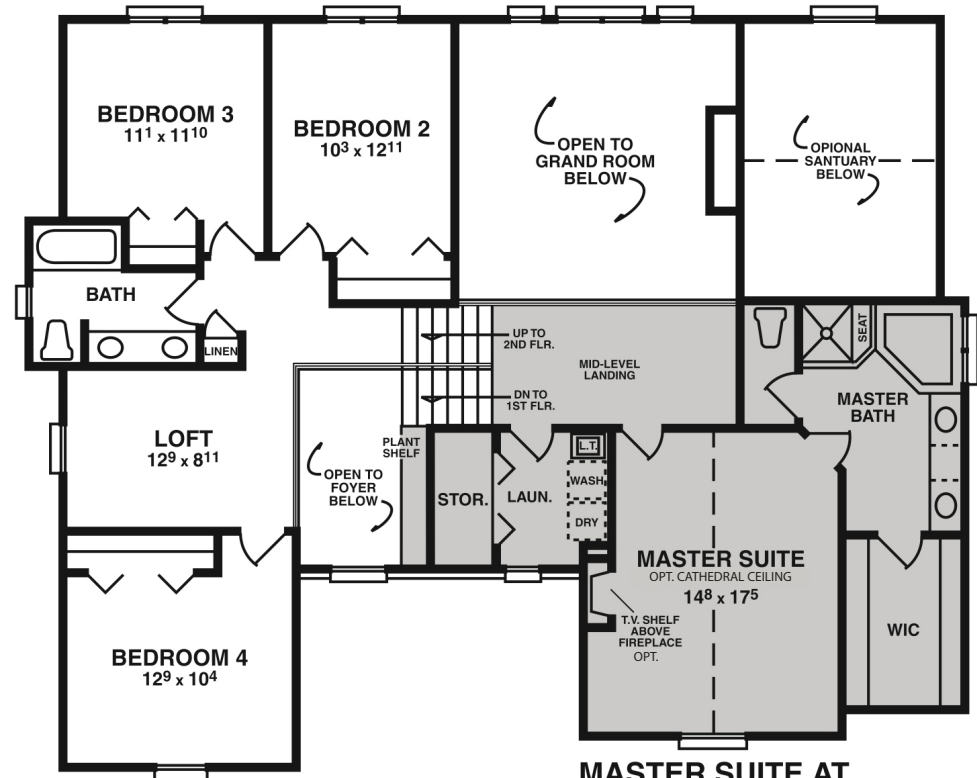 BEDROOM 3
11¹ x 11¹⁰
BEDROOM 2
10³ x 12¹¹
OPEN TO
GRAND ROOM
BELOW
OPTIONAL
SANTUARY
BELOW
BATH
LINEN
UP TO
2ND FLR.
DN TO
1ST FLR.
MID-LEVEL
LANDING
SEAT
MASTER
BATH
LOFT
12⁹ x 8¹¹
PLANT
SHELF
OPEN TO
FOYER
BELOW
STOR.
LAUN.
L.T.
WASH
DRY
MASTER SUITE
OPT. CATHEDRAL CEILING
14⁸ x 17⁵
T.V. SHELF
ABOVE
FIREPLACE
OPT.
WIC
BEDROOM 4
12⁹ x 10⁴
MASTER SUITE AT